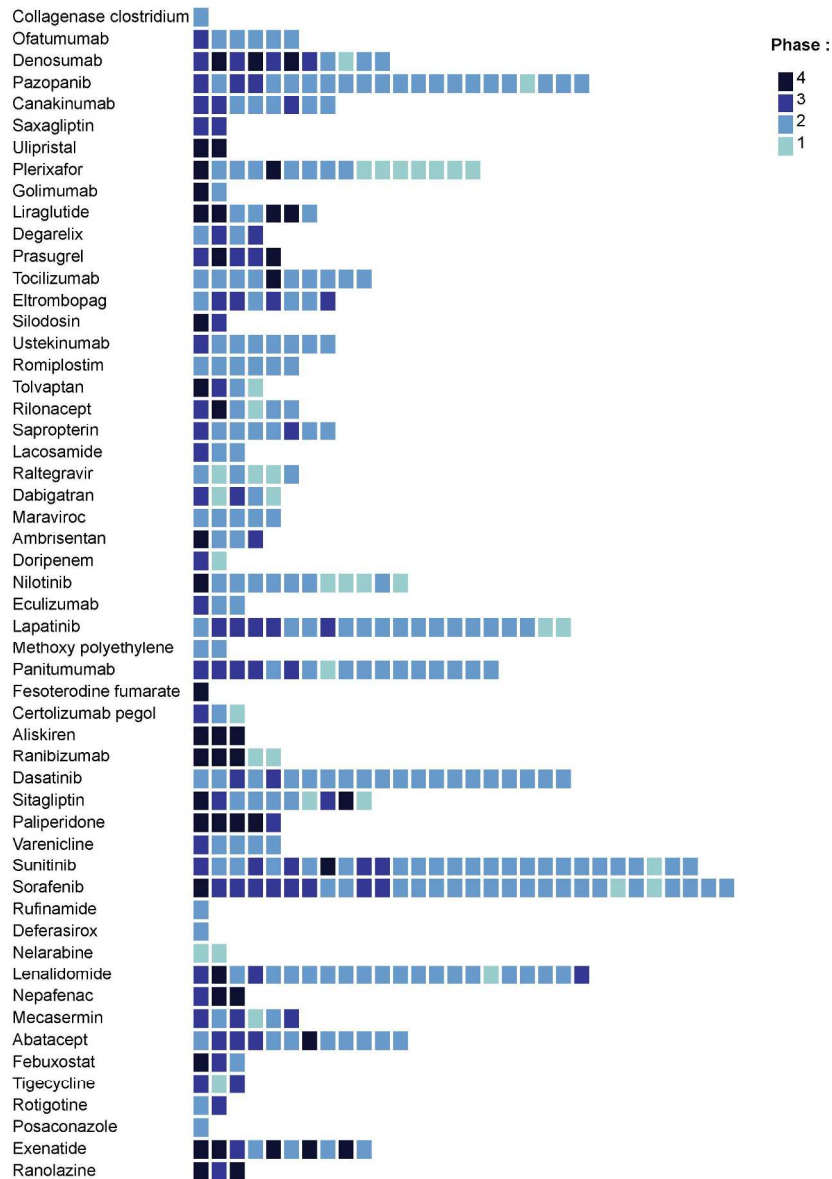 Collagenase clostridium
Ofatumumab
Denosumab
Pazopanib
Canakinumab
Saxagliptin
Ulipristal
Plerixafor
Golimumab
Liraglutide
Degarelix
Prasugrel
Tocilizumab
Eltrombopag
Silodosin
Ustekinumab
Romiplostim
Tolvaptan
Rilonacept
Sapropterin
Lacosamide
Raltegravir
Dabigatran
Maraviroc
Ambrisentan
Doripenem
Nilotinib
Eculizumab
Lapatinib
Methoxy polyethylene
Panitumumab
Fesoterodine fumarate
Certolizumab pegol
Aliskiren
Ranibizumab
Dasatinib
Sitagliptin
Paliperidone
Varenicline
Sunitinib
Sorafenib
Rufinamide
Deferasirox
Nelarabine
Lenalidomide
Nepafenac
Mecasermin
Abatacept
Febuxostat
Tigecycline
Rotigotine
Posaconazole
Exenatide
Ranolazine
Phase :
4
3
2
1